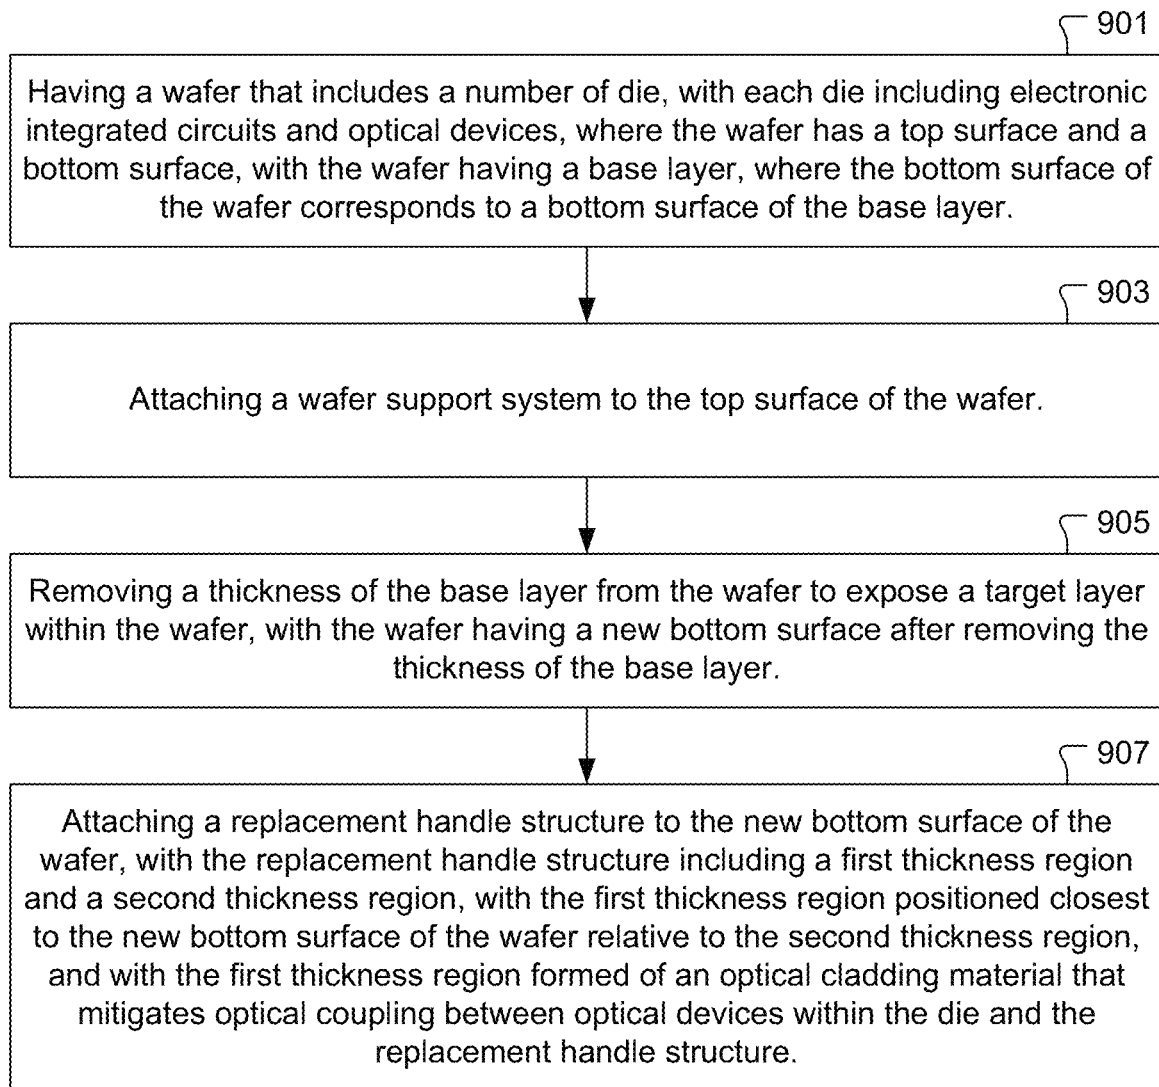 901
Having a wafer that includes a number of die, with each die including electronic
integrated circuits and optical devices, where the wafer has a top surface and a
bottom surface, with the wafer having a base layer, where the bottom surface of
the wafer corresponds to a bottom surface of the base layer.
903
Attaching a wafer support system to the top surface of the wafer.
905
Removing a thickness of the base layer from the wafer to expose a target layer
within the wafer, with the wafer having a new bottom surface after removing the
thickness of the base layer.
907
Attaching a replacement handle structure to the new bottom surface of the
wafer, with the replacement handle structure including a first thickness region
and a second thickness region, with the first thickness region positioned closest
to the new bottom surface of the wafer relative to the second thickness region,
and with the first thickness region formed of an optical cladding material that
mitigates optical coupling between optical devices within the die and the
replacement handle structure.